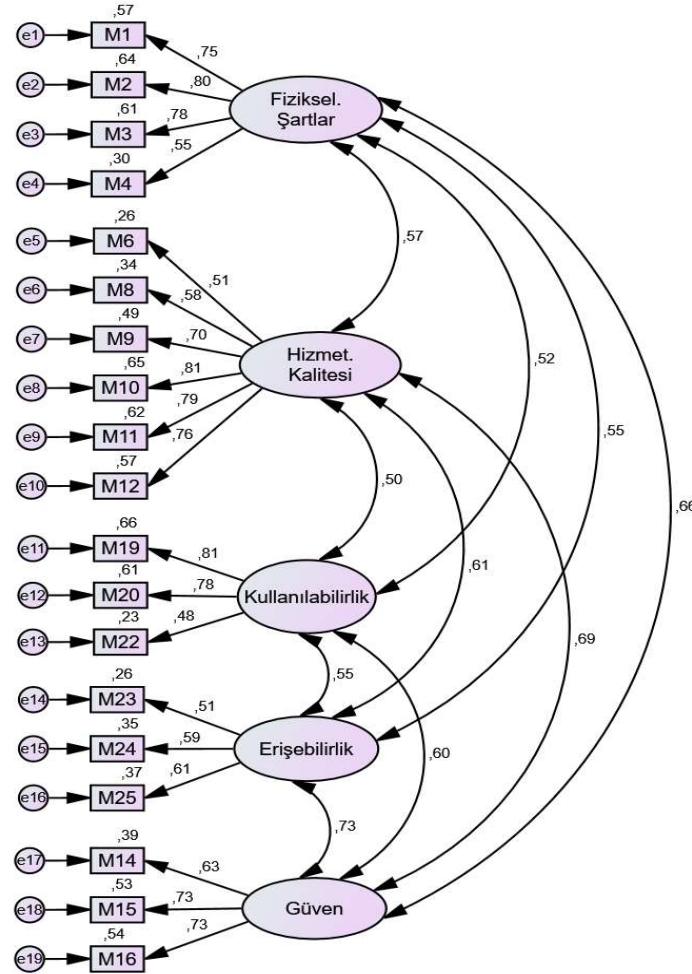 ,57
e1 M1 ,75
,64
e2 M2 ,80
,61
e3 M3 ,78
,30
e4 M4 ,55
Fiziksel.
Şartlar
,57
,26
e5 M6 ,51
,34
e6 M8 ,58
,49
e7 M9 ,70
,65
e8 M10 ,81
,62
e9 M11 ,79
,57
e10 M12 ,76
Hizmet.
Kalitesi
,52
,55
,66
,50
,61
,69
,66
e11 M19 ,81
,61
e12 M20 ,78
,23
e13 M22 ,48
Kullanılabilirlik
,55
,60
,26
e14 M23 ,51
,35
e15 M24 ,59
,37
e16 M25 ,61
Erişebilirlik
,73
,39
e17 M14 ,63
,53
e18 M15 ,73
,54
e19 M16 ,73
Güven